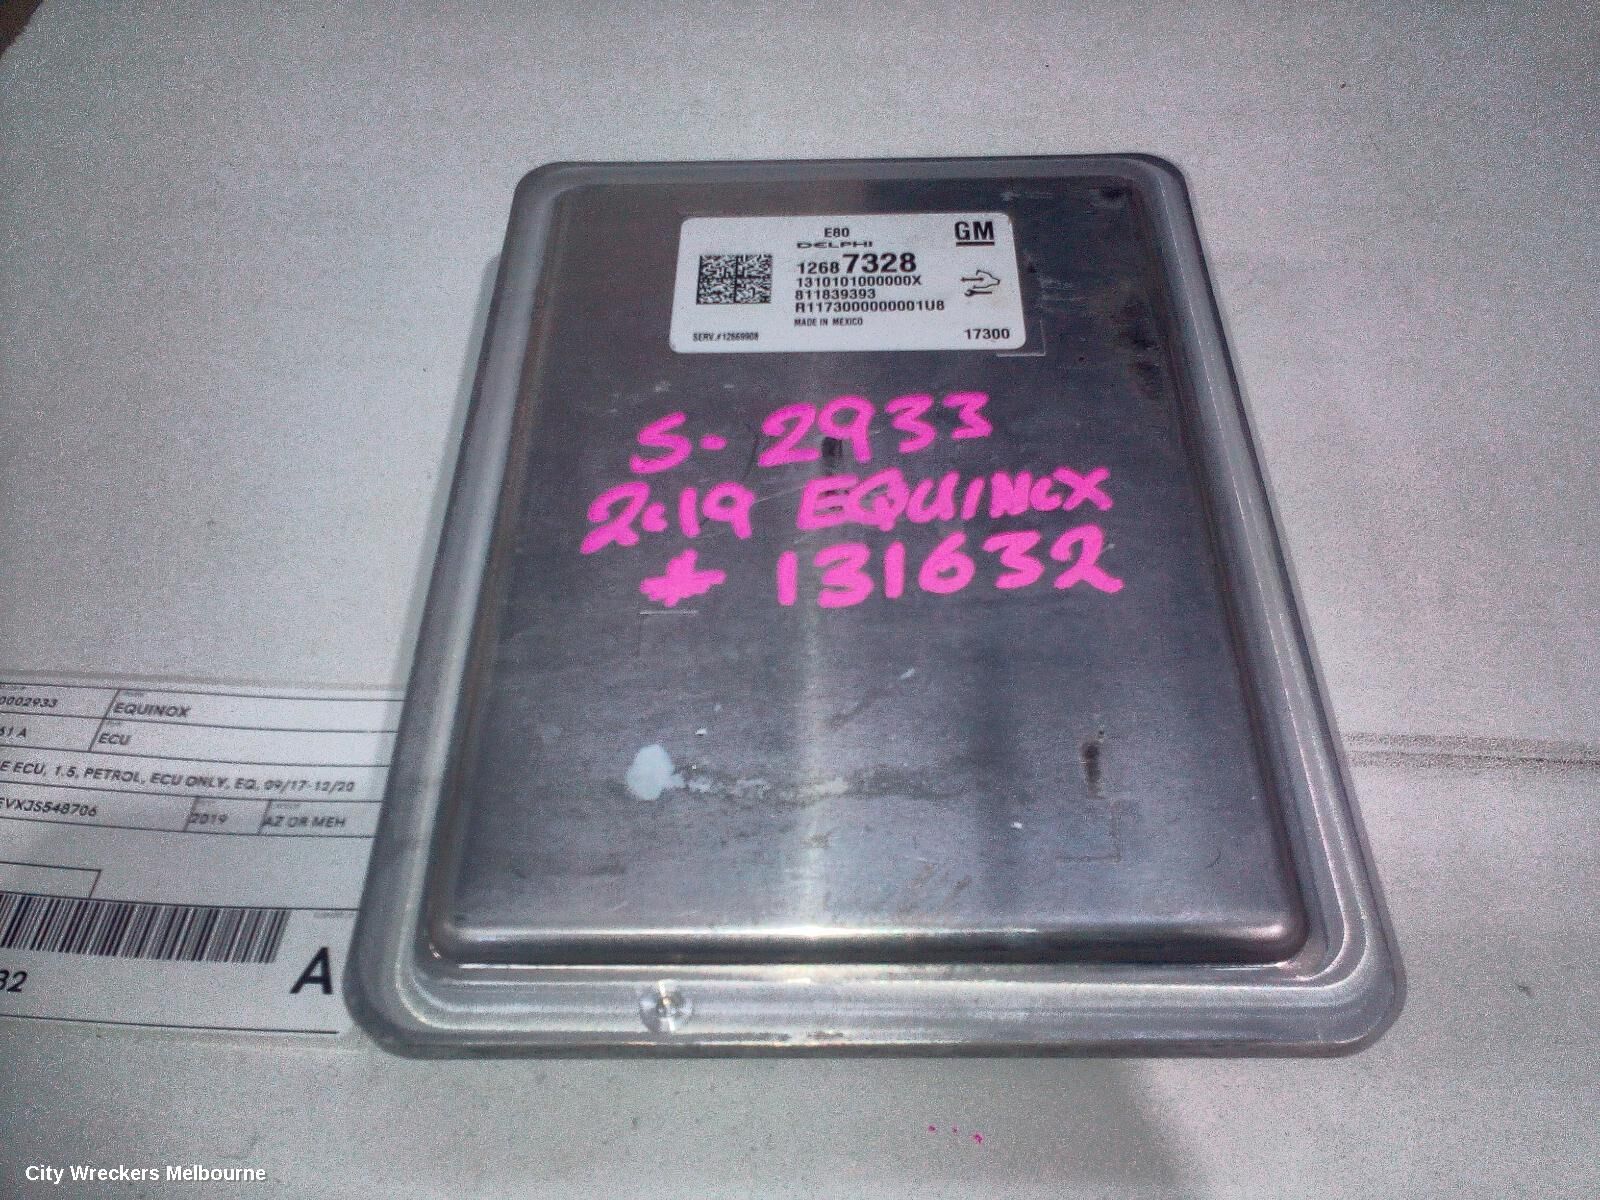 E80
GM
DELPHI
12687328
1310101000000X
811839393
R1173000000001U8
MADE IN MEXICO
SERV.#12669908
17300
S-2933
2019 EQUINOX
* 131632
0002933
EQUINOX
61 A
ECU
E ECU, 1.5, PETROL, ECU ONLY, EQ, 09/17-12/20
EVXJS548706
2019
AZ OR MEH
32
A
City Wreckers Melbourne